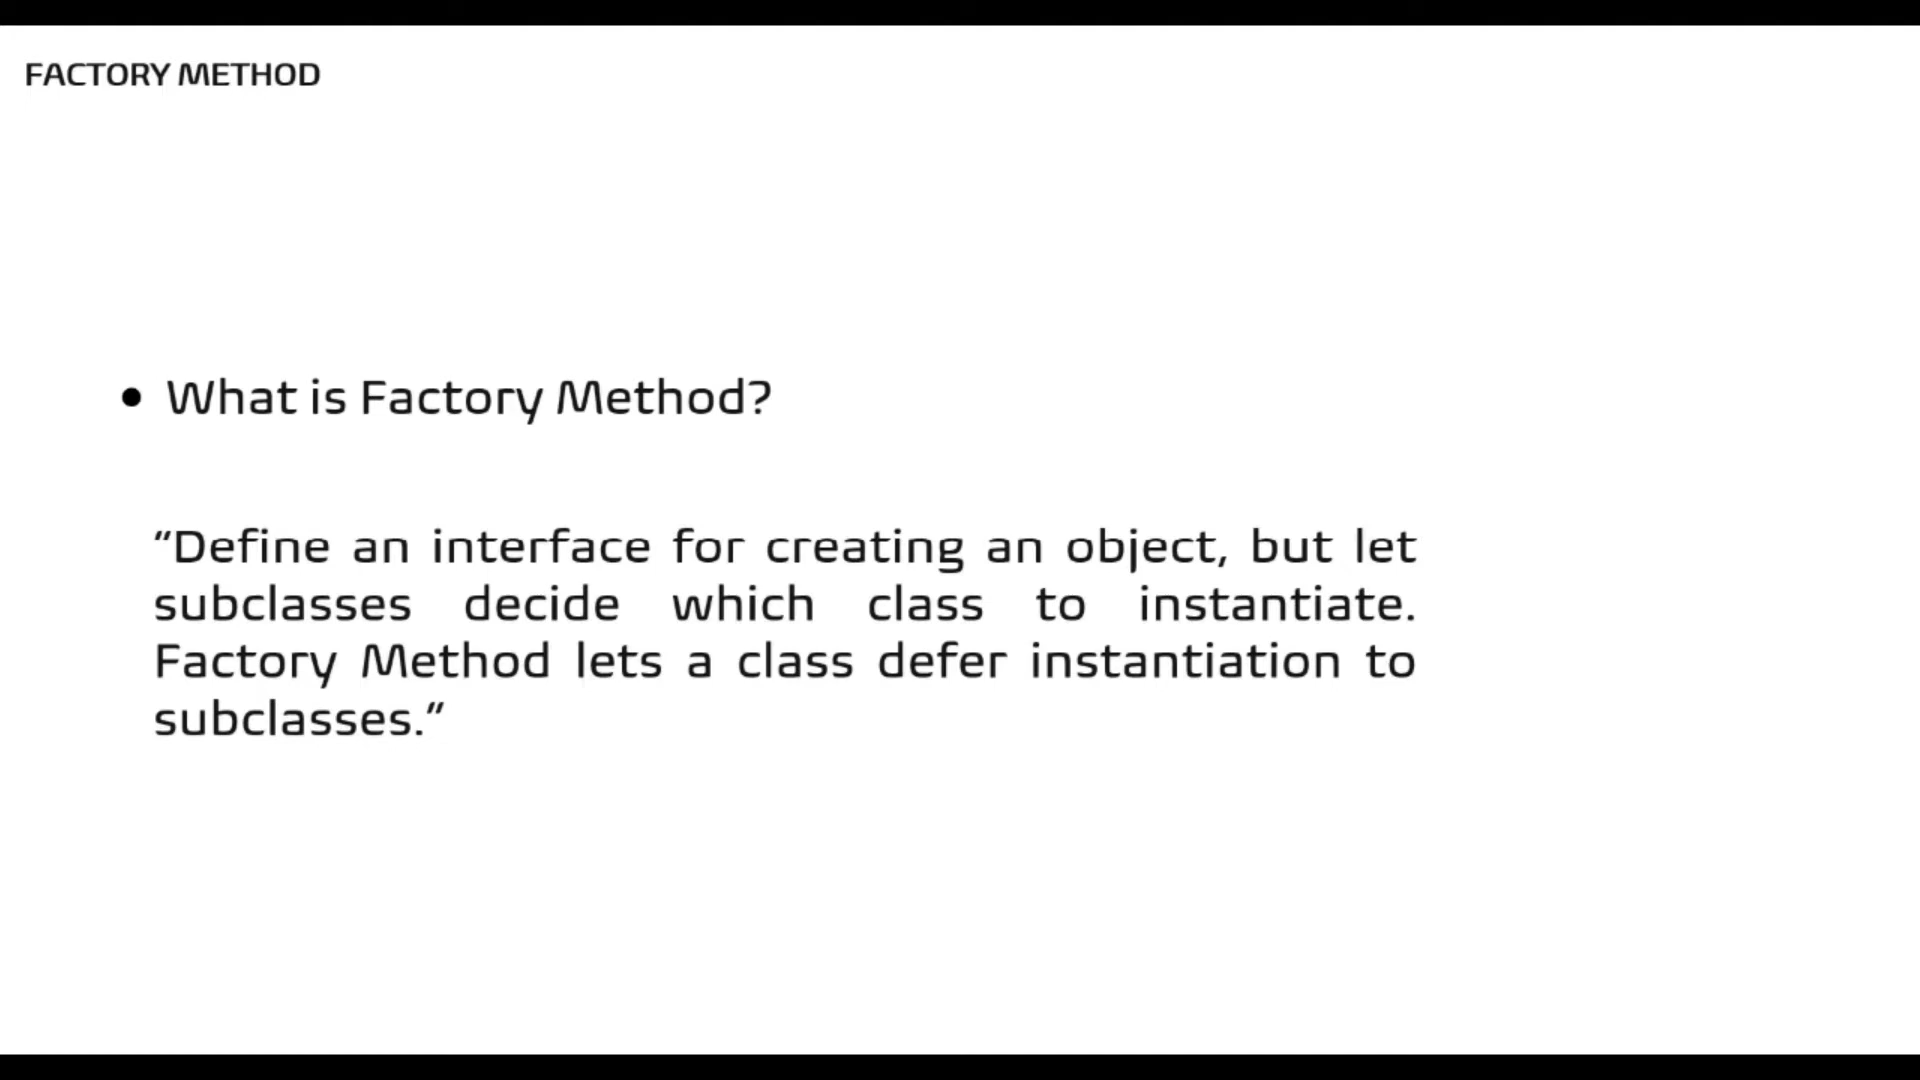 FACTORY METHOD
• What is Factory Method?
“Define an interface for creating an object, but let
subclasses decide which class to instantiate.
Factory Method lets a class defer instantiation to
subclasses.”